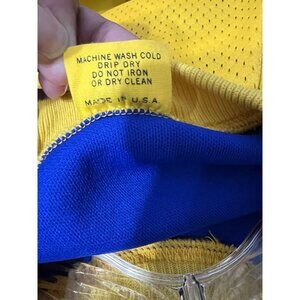 MACHINE WASH COLD
DRIP DRY
DO NOT IRON
OR DRY CLEAN
MADE IN U.S.A